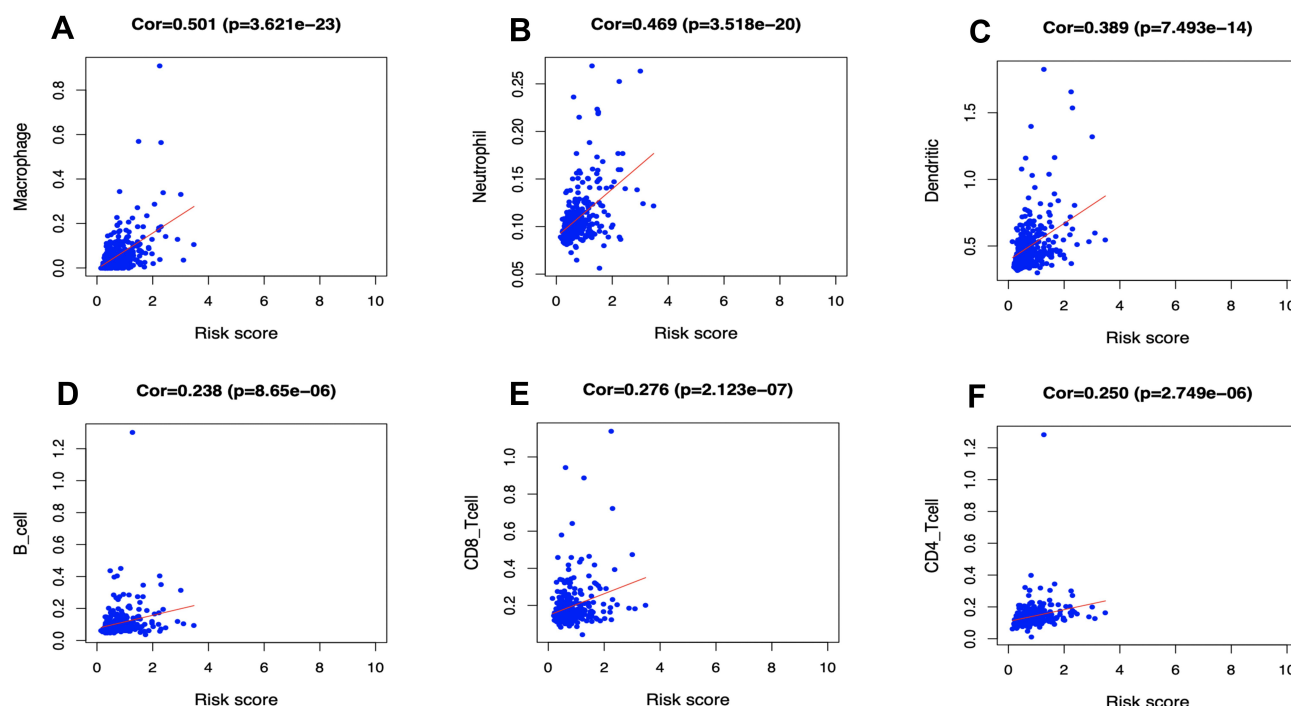 A
Cor=0.501 (p=3.621e−23)
Macrophage
0.0 0.2 0.4 0.6 0.8
0 2 4 6 8 10
Risk score
B
Cor=0.469 (p=3.518e−20)
Neutrophil
0.05 0.10 0.15 0.20 0.25
0 2 4 6 8 10
Risk score
C
Cor=0.389 (p=7.493e−14)
Dendritic
0.5 1.0 1.5
0 2 4 6 8 10
Risk score
D
Cor=0.238 (p=8.65e−06)
B_cell
0.0 0.2 0.4 0.6 0.8 1.0 1.2
0 2 4 6 8 10
Risk score
E
Cor=0.276 (p=2.123e−07)
CD8_Tcell
0.2 0.4 0.6 0.8 1.0
0 2 4 6 8 10
Risk score
F
Cor=0.250 (p=2.749e−06)
CD4_Tcell
0.0 0.2 0.4 0.6 0.8 1.0 1.2
0 2 4 6 8 10
Risk score